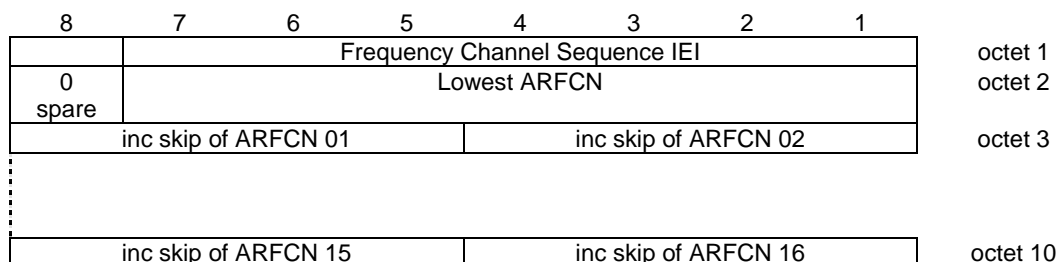 8 7 6 5 4 3 2 1
Frequency Channel Sequence IEI octet 1
0 Lowest ARFCN octet 2
spare
inc skip of ARFCN 01 inc skip of ARFCN 02 octet 3
inc skip of ARFCN 15 inc skip of ARFCN 16 octet 10